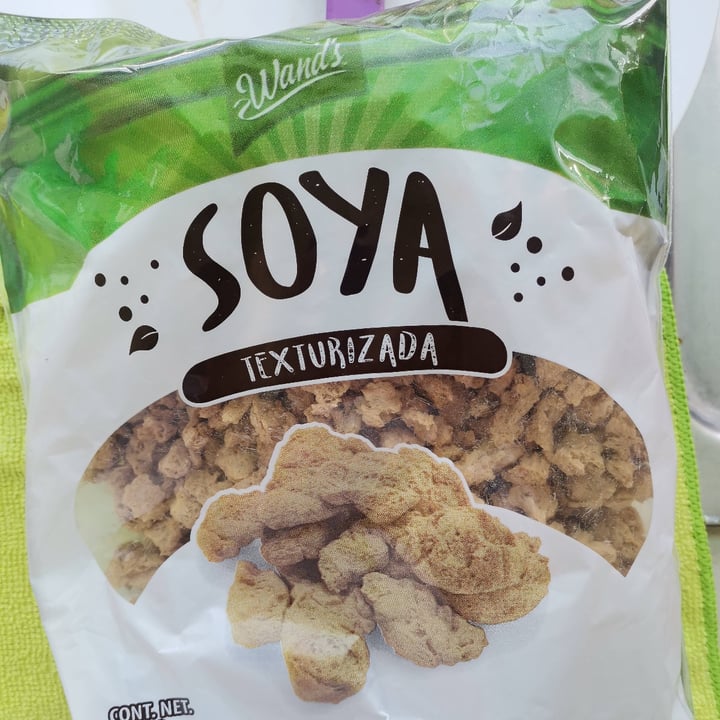 Wand's
SOYA
TEXTURIZADA
CONT. NET.